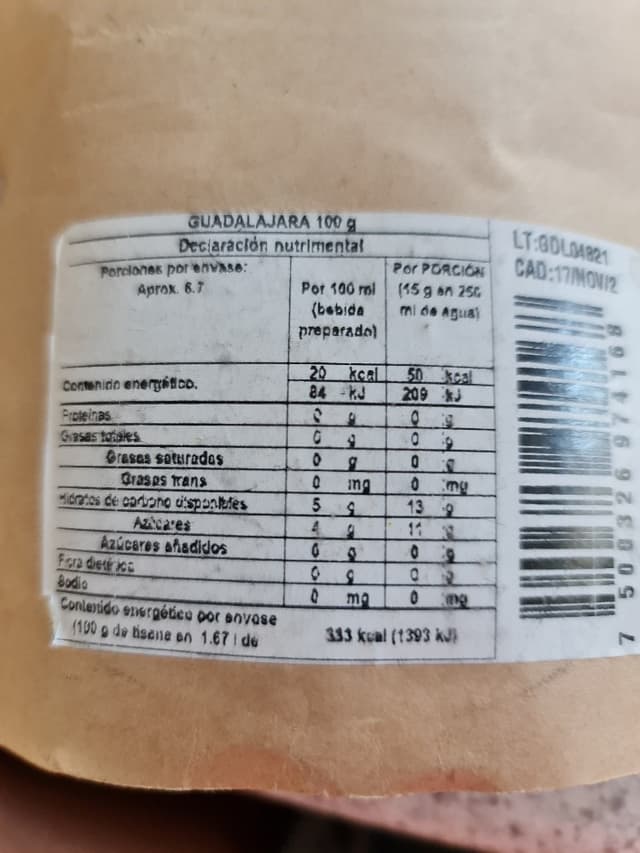 GUADALAJARA 100 g
Declaración nutrimental
Porciones por envase:
Aprox. 6.7
Por 100 ml
(bebida
preparado)
Por PORCIÓN
(15 g en 250
ml de Agua)
Contenido energético. 20 kcal 50 kcal
84 kJ 209 kJ
Proteínas 0 g 0 g
Grasas totales 0 g 0 g
Grasas saturadas 0 g 0 g
Grasas trans 0 mg 0 mg
Hidratos de carbono disponibles 5 g 13 g
Azúcares 4 g 11 g
Azúcares añadidos 0 g 0 g
Fibra dietética 0 g 0 g
Sodio 0 mg 0 mg
Contenido energético por envase
(100 g de tisana en 1.67 l de 333 kcal (1393 kJ)
LT:GDL04821
CAD:17/NOV/2
7 500326 974168